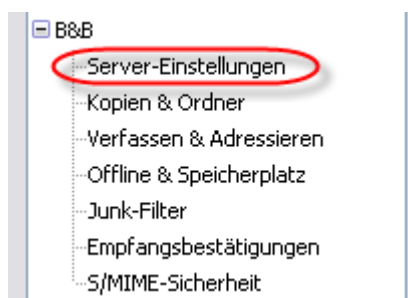 B&B
Server-Einstellungen
Kopien & Ordner
Verfassen & Adressieren
Offline & Speicherplatz
Junk-Filter
Empfangsbestätigungen
S/MIME-Sicherheit